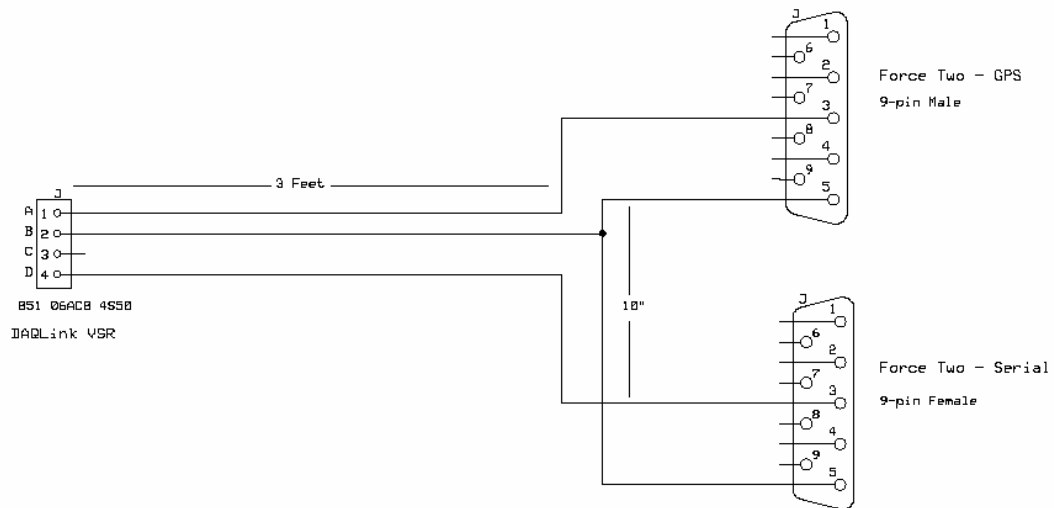 J
1
6
2
7
3
8
4
9
5
Force Two - GPS
9-pin Male
3 Feet
J
A 1
B 2
C 3
D 4
851 06AC8 4S50
DAQLink VSR
10"
J
1
6
2
7
3
8
4
9
5
Force Two - Serial
9-pin Female